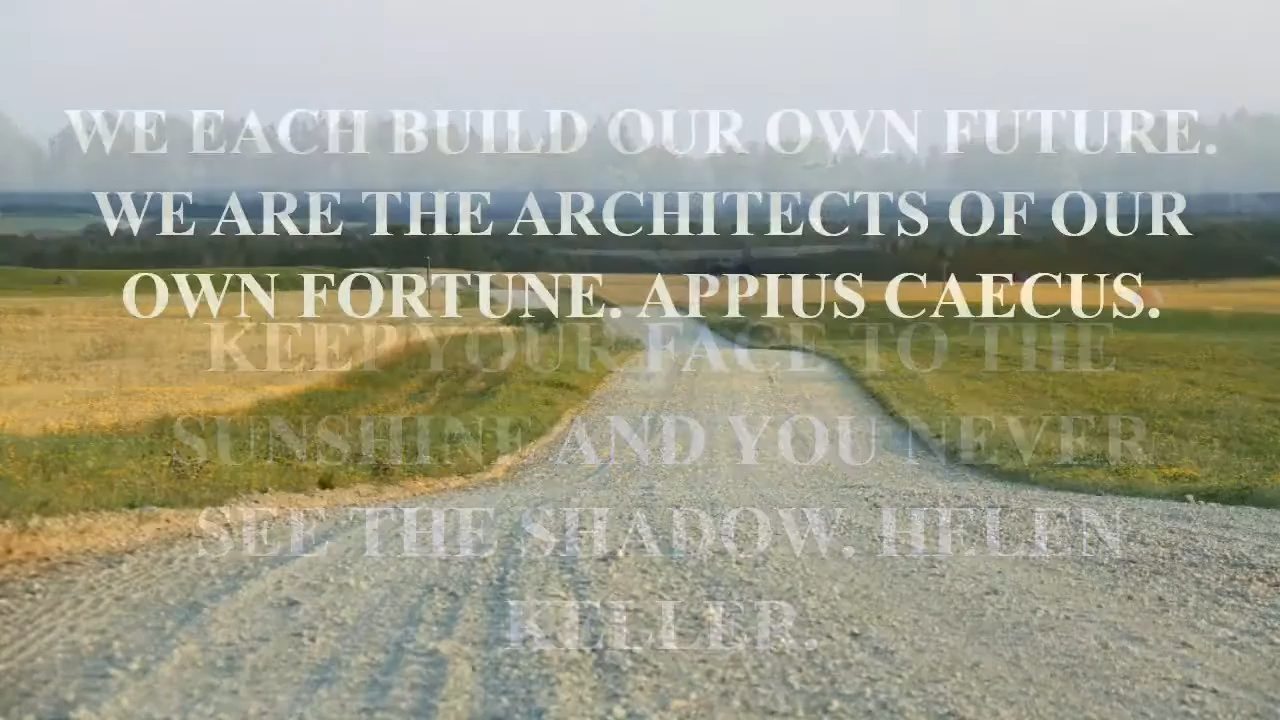 WE EACH BUILD OUR OWN FUTURE.
WE ARE THE ARCHITECTS OF OUR
OWN FORTUNE. APPIUS CAECUS.
KEEP YOUR FACE TO THE
SUNSHINE AND YOU NEVER
SEE THE SHADOW. HELEN
KELLER.